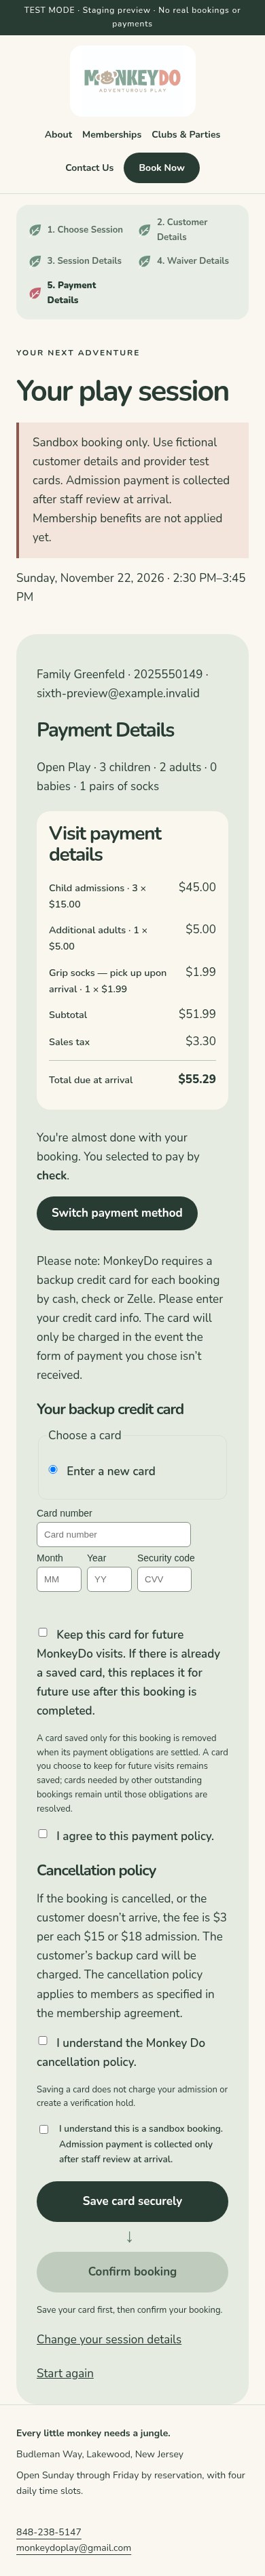 TEST MODE · Staging preview · No real bookings or
payments
MONKEYDO
ADVENTUROUS PLAY
About Memberships Clubs & Parties
Contact Us Book Now
1. Choose Session
2. Customer
Details
3. Session Details
4. Waiver Details
5. Payment
Details
YOUR NEXT ADVENTURE
Your play session
Sandbox booking only. Use fictional
customer details and provider test
cards. Admission payment is collected
after staff review at arrival.
Membership benefits are not applied
yet.
Sunday, November 22, 2026 · 2:30 PM–3:45
PM
Family Greenfeld · 2025550149 ·
sixth-preview@example.invalid
Payment Details
Open Play · 3 children · 2 adults · 0
babies · 1 pairs of socks
Visit payment
details
Child admissions · 3 × $45.00
$15.00
Additional adults · 1 × $5.00
$5.00
Grip socks — pick up upon $1.99
arrival · 1 × $1.99
Subtotal $51.99
Sales tax $3.30
Total due at arrival $55.29
You're almost done with your
booking. You selected to pay by
check.
Switch payment method
Please note: MonkeyDo requires a
backup credit card for each booking
by cash, check or Zelle. Please enter
your credit card info. The card will
only be charged in the event the
form of payment you chose isn’t
received.
Your backup credit card
Choose a card
Enter a new card
Card number
Card number
Month Year Security code
MM YY CVV
Keep this card for future
MonkeyDo visits. If there is already
a saved card, this replaces it for
future use after this booking is
completed.
A card saved only for this booking is removed
when its payment obligations are settled. A card
you choose to keep for future visits remains
saved; cards needed by other outstanding
bookings remain until those obligations are
resolved.
I agree to this payment policy.
Cancellation policy
If the booking is cancelled, or the
customer doesn’t arrive, the fee is $3
per each $15 or $18 admission. The
customer’s backup card will be
charged. The cancellation policy
applies to members as specified in
the membership agreement.
I understand the Monkey Do
cancellation policy.
Saving a card does not charge your admission or
create a verification hold.
I understand this is a sandbox booking.
Admission payment is collected only
after staff review at arrival.
Save card securely
↓
Confirm booking
Save your card first, then confirm your booking.
Change your session details
Start again
Every little monkey needs a jungle.
Budleman Way, Lakewood, New Jersey
Open Sunday through Friday by reservation, with four
daily time slots.
848-238-5147
monkeydoplay@gmail.com